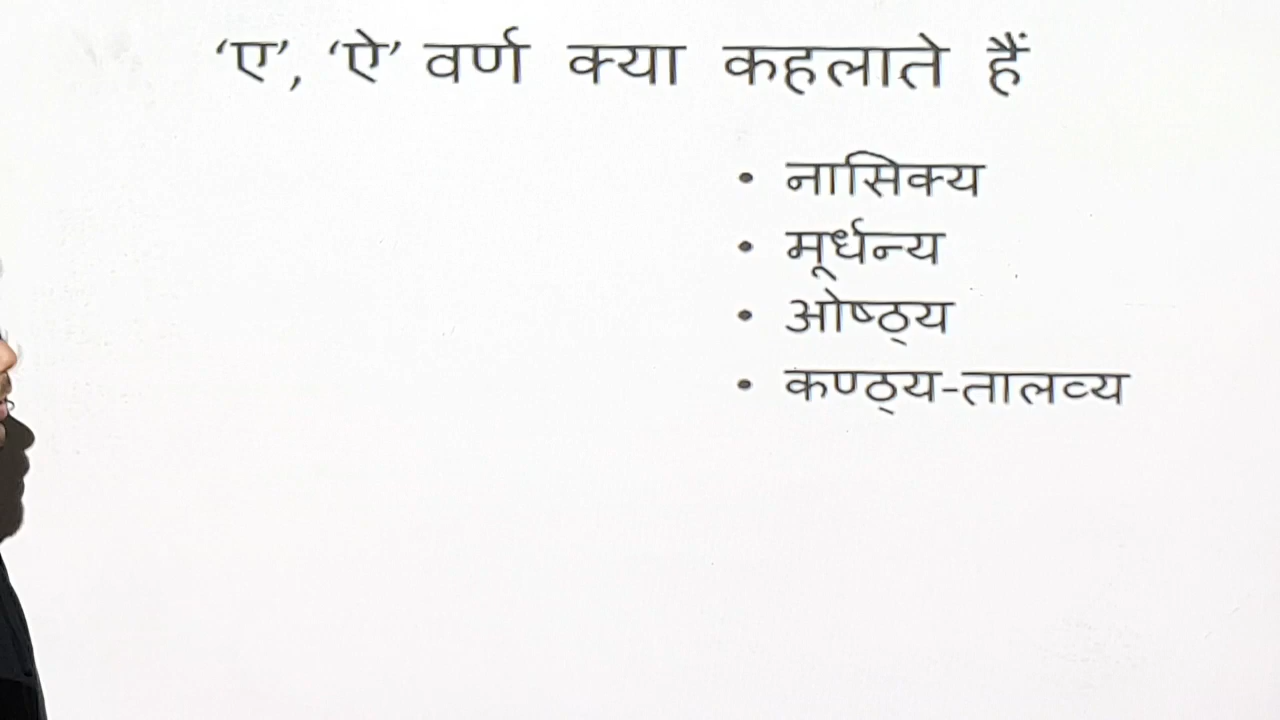 ‘ए’, ‘ऐ’ वर्ण क्या कहलाते हैं
• नासिक्य
• मूर्धन्य
• ओष्ठ्य
• कण्ठ्य-तालव्य